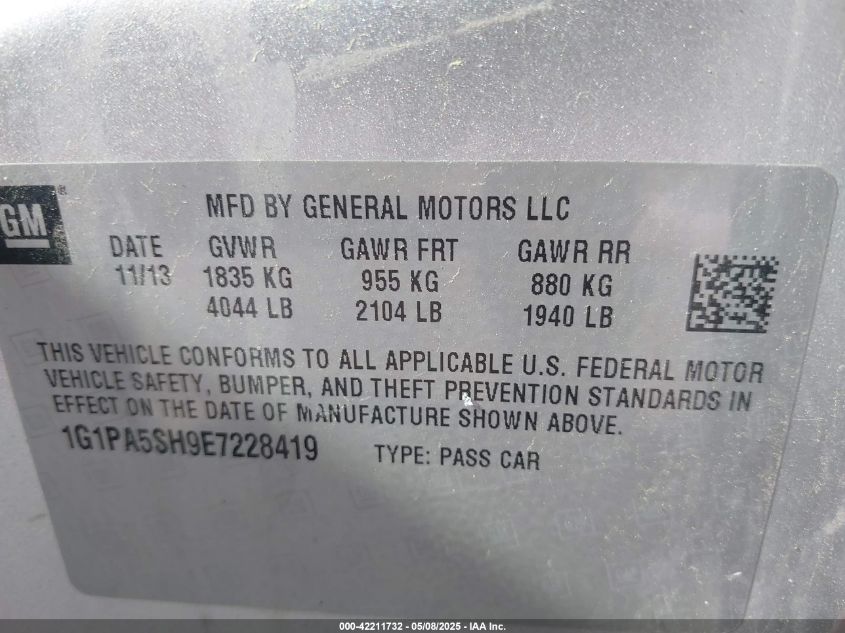 GM ®
MFD BY GENERAL MOTORS LLC
DATE GVWR GAWR FRT GAWR RR
11/13 1835 KG 955 KG 880 KG
4044 LB 2104 LB 1940 LB
THIS VEHICLE CONFORMS TO ALL APPLICABLE U.S. FEDERAL MOTOR
VEHICLE SAFETY, BUMPER, AND THEFT PREVENTION STANDARDS IN
EFFECT ON THE DATE OF MANUFACTURE SHOWN ABOVE.
1G1PA5SH9E7228419 TYPE: PASS CAR
000-42211732 - 05/08/2025 - IAA Inc.